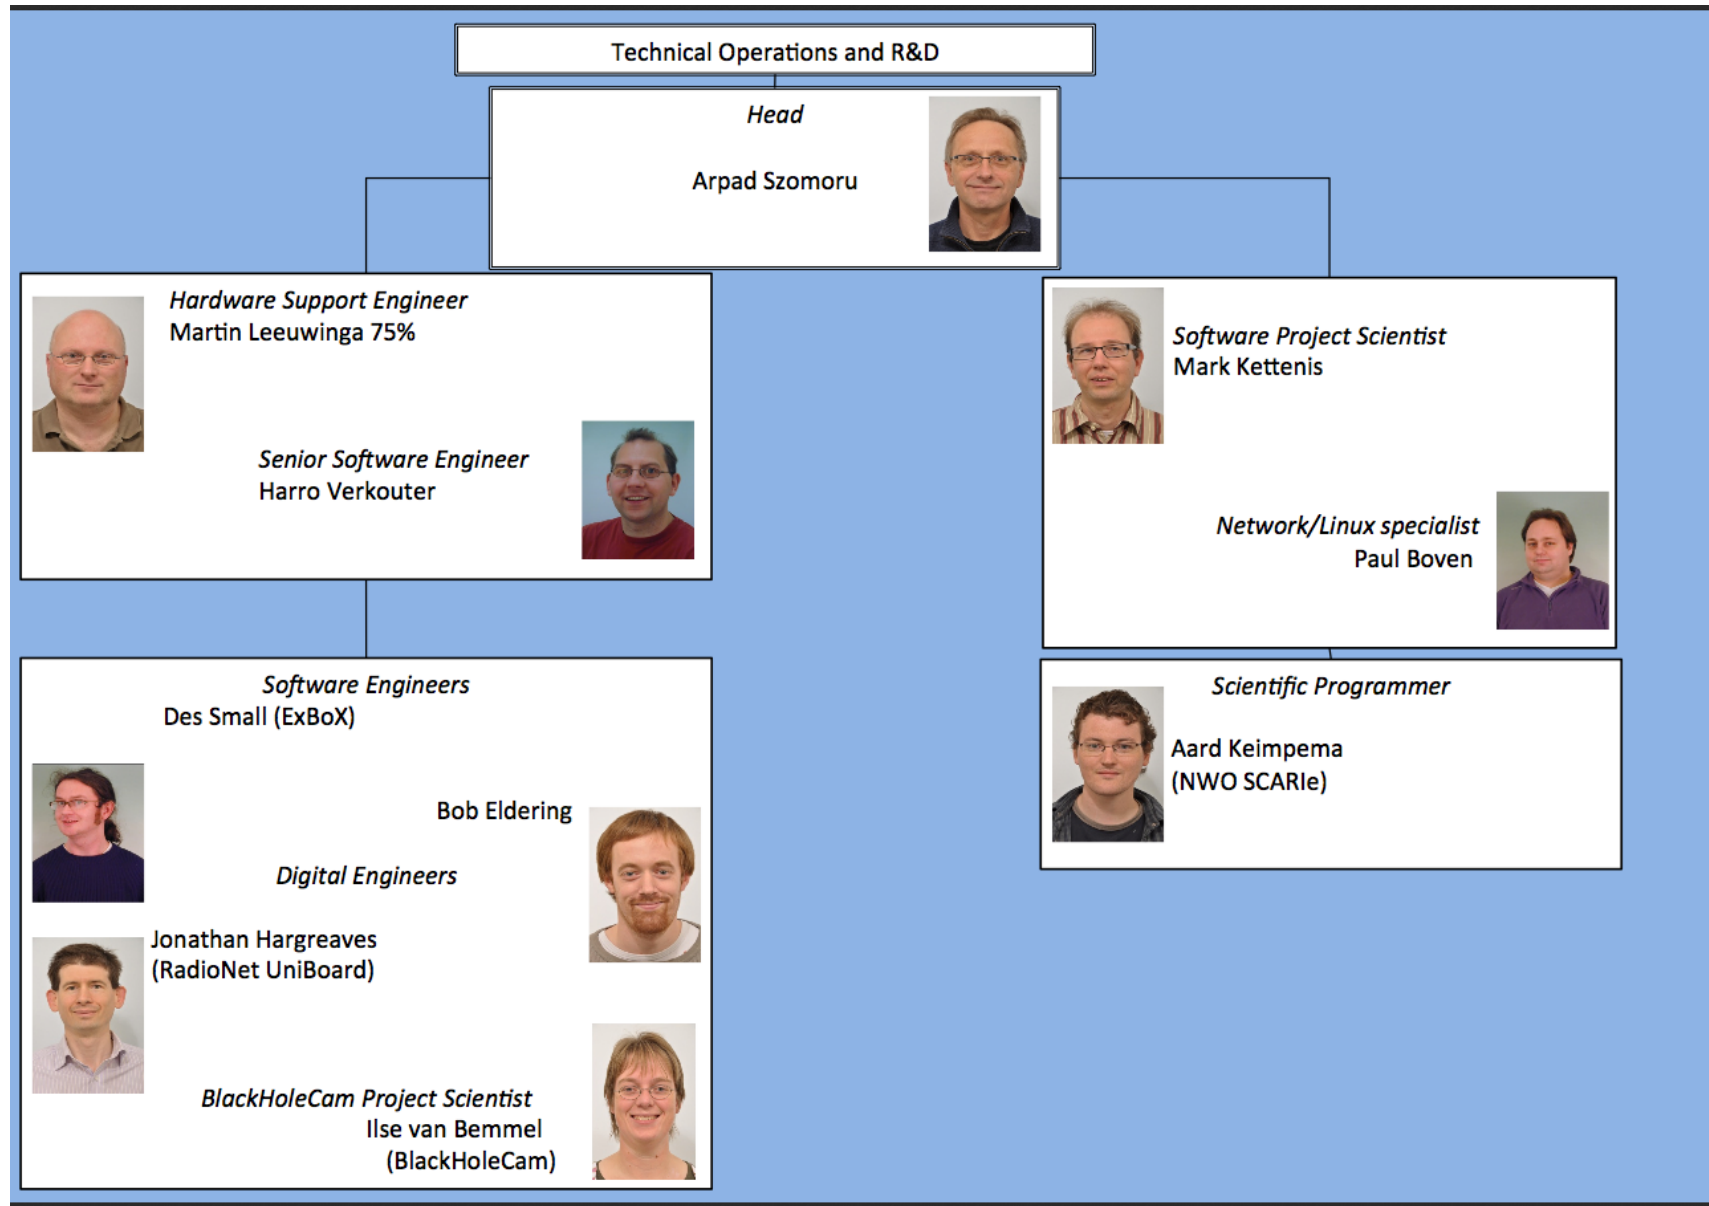 Technical Operations and R&D
Head
Arpad Szomoru
Hardware Support Engineer
Martin Leeuwinga 75%
Senior Software Engineer
Harro Verkouter
Software Project Scientist
Mark Kettenis
Network/Linux specialist
Paul Boven
Software Engineers
Des Small (ExBoX)
Bob Eldering
Digital Engineers
Jonathan Hargreaves
(RadioNet UniBoard)
BlackHoleCam Project Scientist
Ilse van Bemmel
(BlackHoleCam)
Scientific Programmer
Aard Keimpema
(NWO SCARIe)